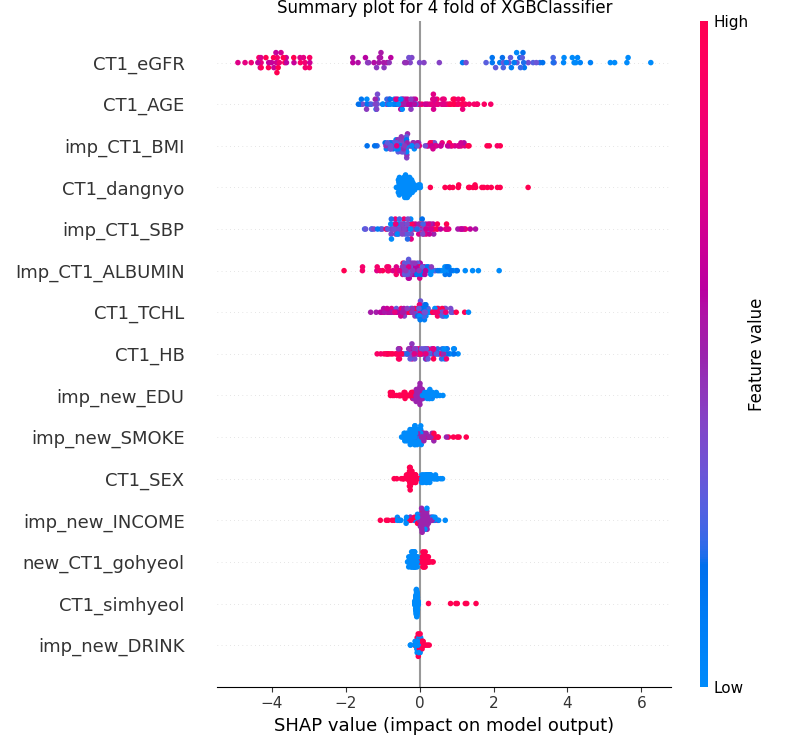 Summary plot for 4 fold of XGBClassifier
High
CT1_eGFR
CT1_AGE
imp_CT1_BMI
CT1_dangnyo
imp_CT1_SBP
Imp_CT1_ALBUMIN
CT1_TCHL
CT1_HB
imp_new_EDU
imp_new_SMOKE
CT1_SEX
imp_new_INCOME
new_CT1_gohyeol
CT1_simhyeol
imp_new_DRINK
Feature value
Low
−4 −2 0 2 4 6
SHAP value (impact on model output)